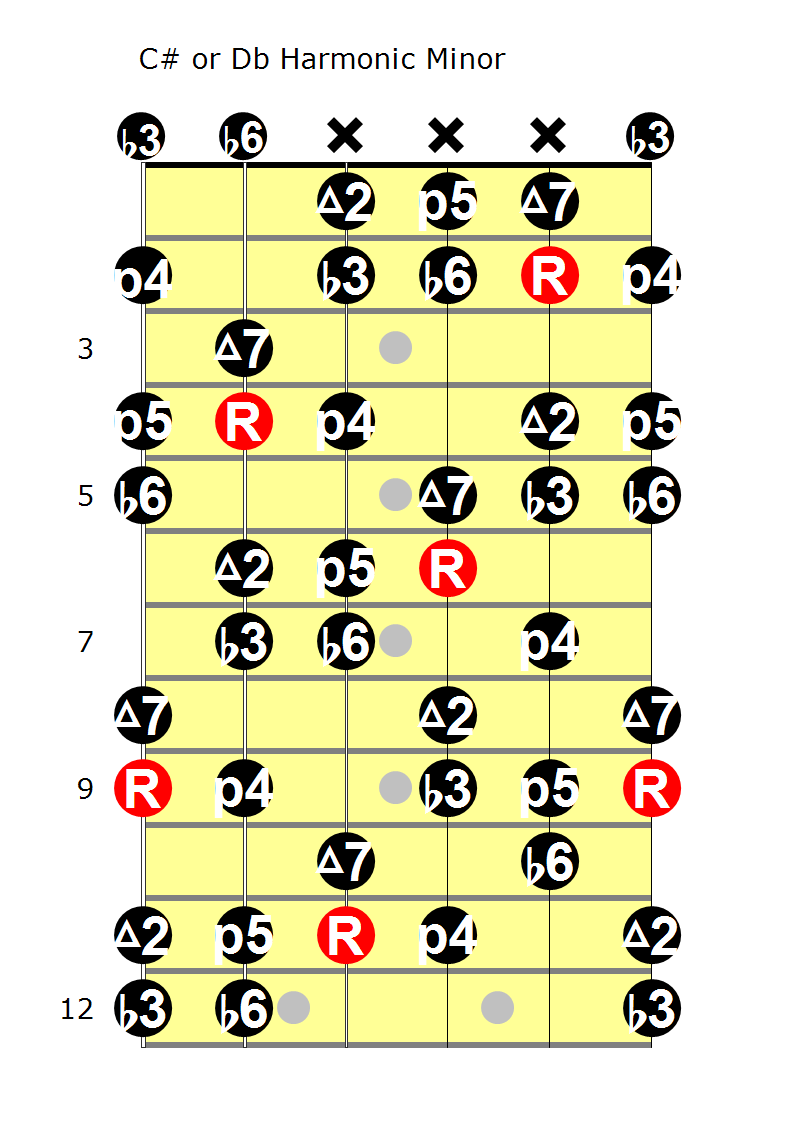 C# or Db Harmonic Minor
♭3 ♭6 × × × ♭3
Δ2 p5 Δ7
p4 ♭3 ♭6 R p4
3 Δ7
p5 R p4 Δ2 p5
5 ♭6 Δ7 ♭3 ♭6
Δ2 p5 R
7 ♭3 ♭6 p4
Δ7 Δ2 Δ7
9 R p4 ♭3 p5 R
Δ7 ♭6
Δ2 p5 R p4 Δ2
12 ♭3 ♭6 ♭3